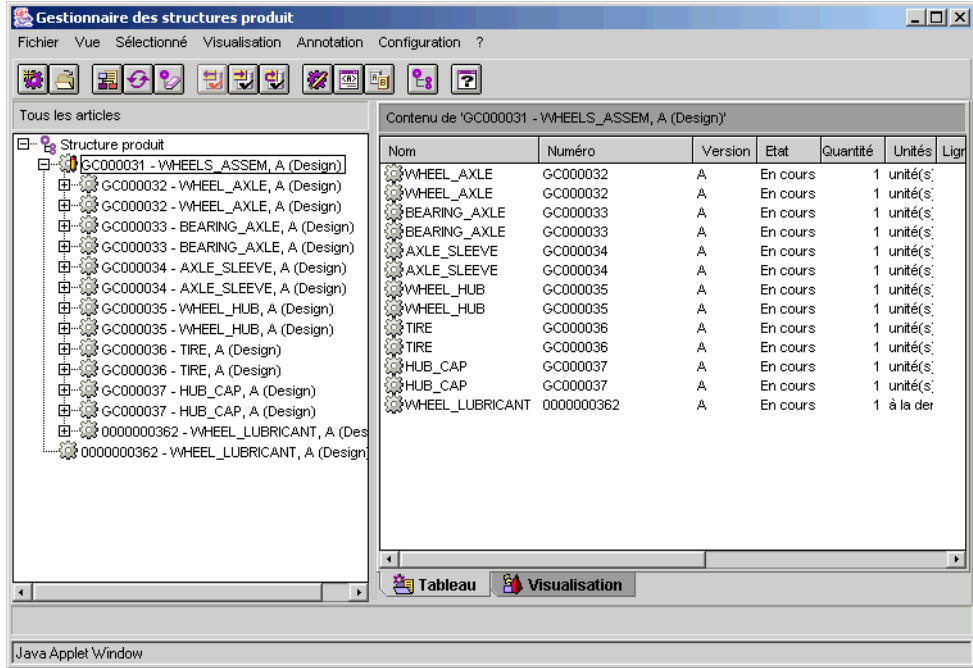 Gestionnaire des structures produit
Fichier Vue Sélectionné Visualisation Annotation Configuration ?
Tous les articles
Structure produit
GC000031 - WHEELS_ASSEM, A (Design)
GC000032 - WHEEL_AXLE, A (Design)
GC000032 - WHEEL_AXLE, A (Design)
GC000033 - BEARING_AXLE, A (Design)
GC000033 - BEARING_AXLE, A (Design)
GC000034 - AXLE_SLEEVE, A (Design)
GC000034 - AXLE_SLEEVE, A (Design)
GC000035 - WHEEL_HUB, A (Design)
GC000035 - WHEEL_HUB, A (Design)
GC000036 - TIRE, A (Design)
GC000036 - TIRE, A (Design)
GC000037 - HUB_CAP, A (Design)
GC000037 - HUB_CAP, A (Design)
0000000362 - WHEEL_LUBRICANT, A (Des
0000000362 - WHEEL_LUBRICANT, A (Design)
Contenu de 'GC000031 - WHEELS_ASSEM, A (Design)'
Nom Numéro Version Etat Quantité Unités Ligr
WHEEL_AXLE GC000032 A En cours 1 unité(s)
WHEEL_AXLE GC000032 A En cours 1 unité(s)
BEARING_AXLE GC000033 A En cours 1 unité(s)
BEARING_AXLE GC000033 A En cours 1 unité(s)
AXLE_SLEEVE GC000034 A En cours 1 unité(s)
AXLE_SLEEVE GC000034 A En cours 1 unité(s)
WHEEL_HUB GC000035 A En cours 1 unité(s)
WHEEL_HUB GC000035 A En cours 1 unité(s)
TIRE GC000036 A En cours 1 unité(s)
TIRE GC000036 A En cours 1 unité(s)
HUB_CAP GC000037 A En cours 1 unité(s)
HUB_CAP GC000037 A En cours 1 unité(s)
WHEEL_LUBRICANT 0000000362 A En cours 1 à la der
Tableau Visualisation
Java Applet Window